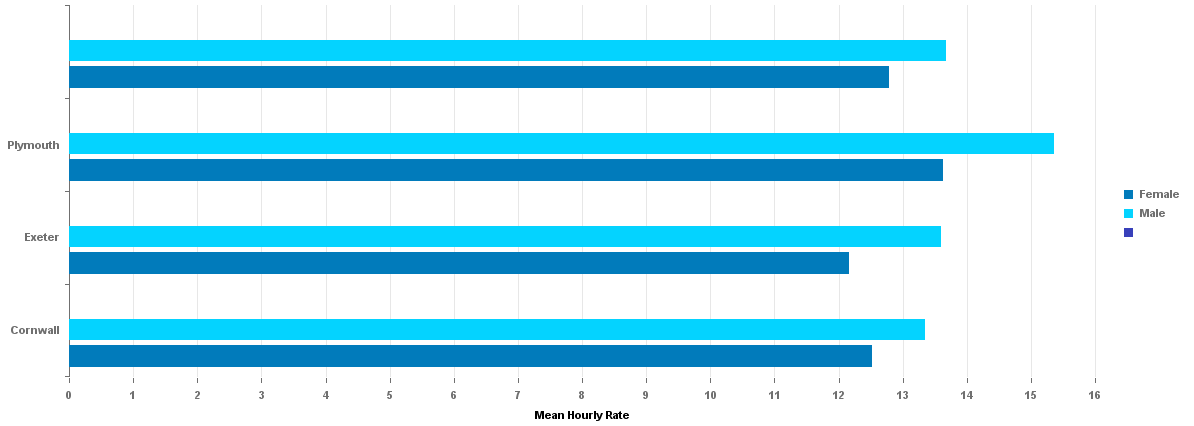 Plymouth
Exeter
Cornwall
Female
Male
0 1 2 3 4 5 6 7 8 9 10 11 12 13 14 15 16
Mean Hourly Rate